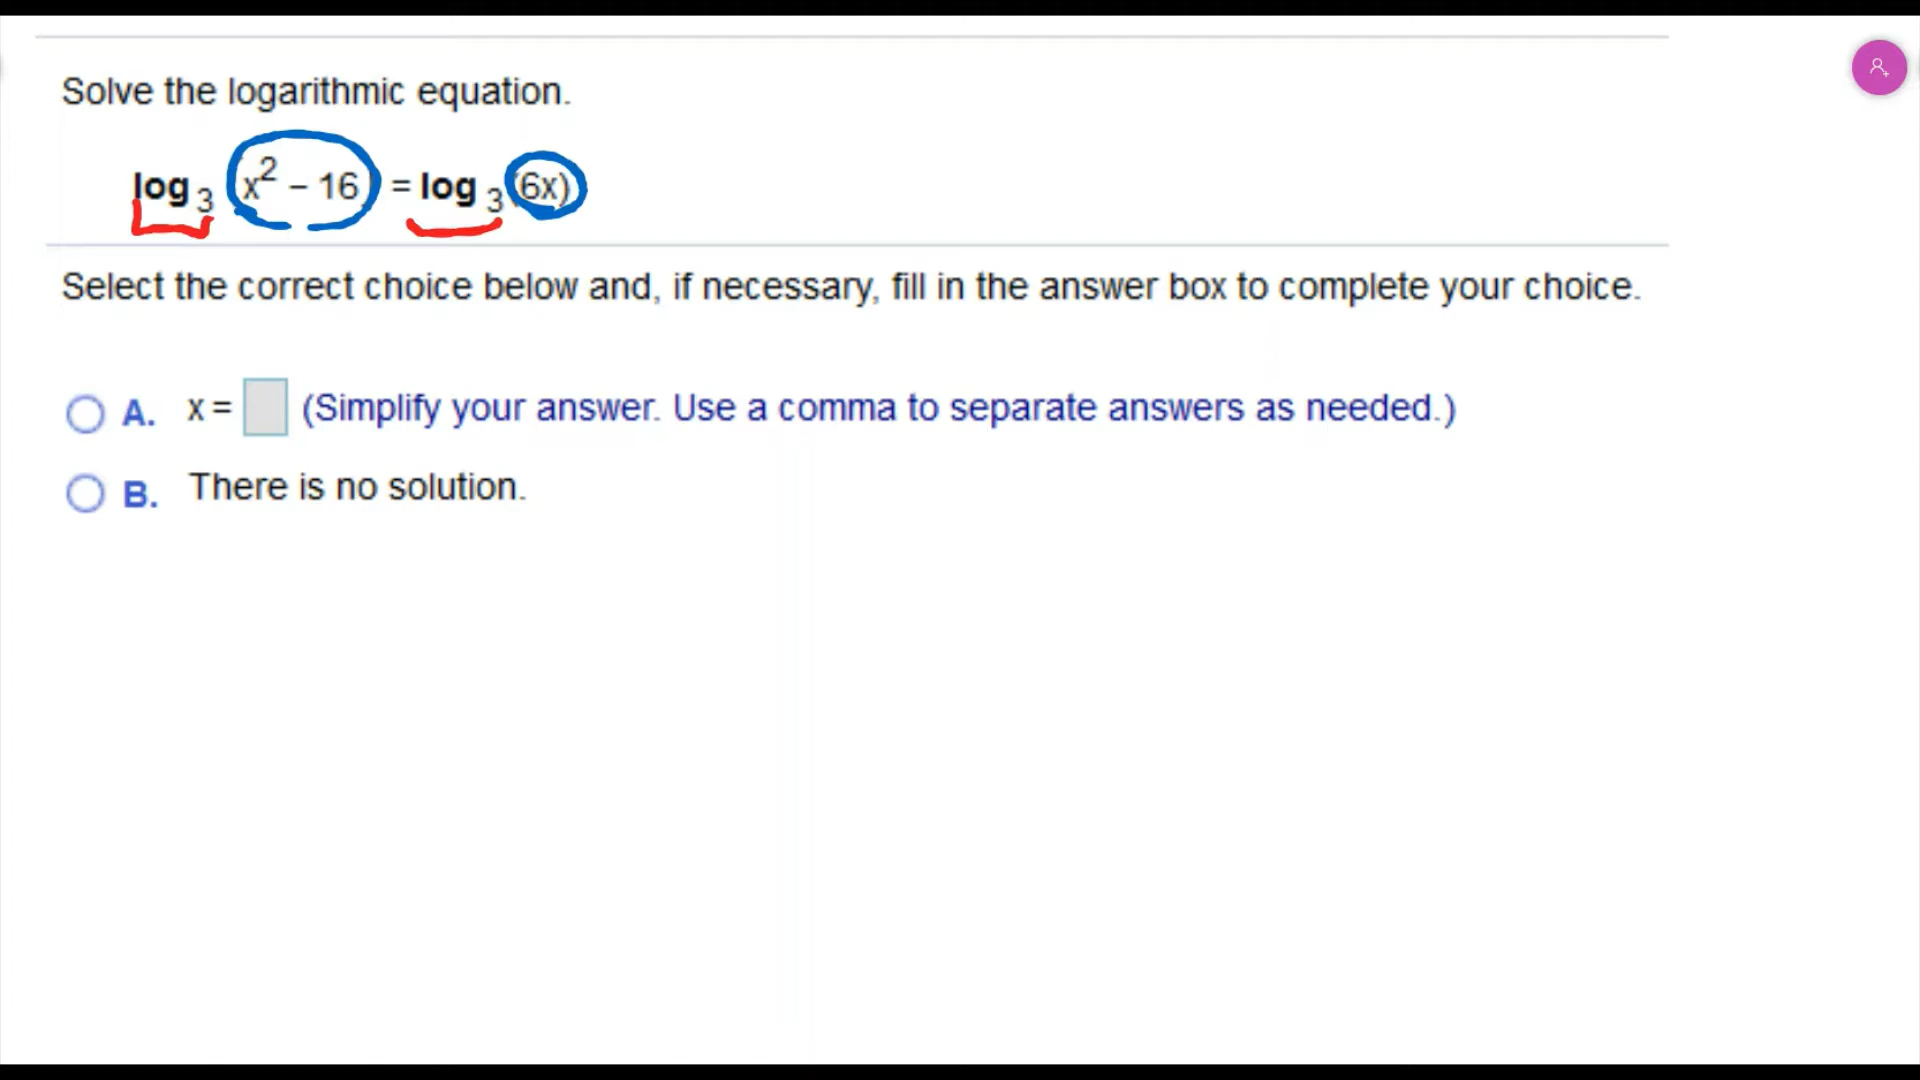 Solve the logarithmic equation.
log₃ (x² − 16) = log₃ (6x)
Select the correct choice below and, if necessary, fill in the answer box to complete your choice.
A. x = (Simplify your answer. Use a comma to separate answers as needed.)
B. There is no solution.